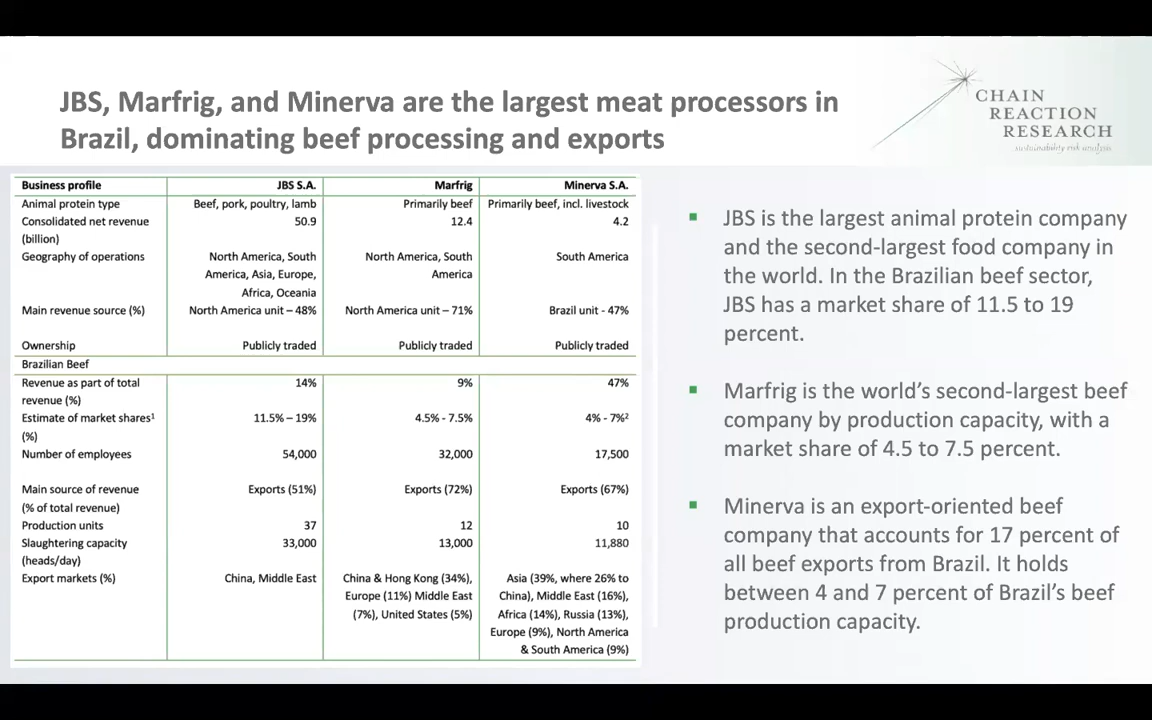 JBS, Marfrig, and Minerva are the largest meat processors in
Brazil, dominating beef processing and exports
CHAIN
REACTION
RESEARCH
sustainability risk analysis
Business profile JBS S.A. Marfrig Minerva S.A.
Animal protein type Beef, pork, poultry, lamb Primarily beef Primarily beef, incl. livestock
Consolidated net revenue 50.9 12.4 4.2
(billion)
Geography of operations North America, South North America, South South America
America, Asia, Europe, America
Africa, Oceania
Main revenue source (%) North America unit – 48% North America unit – 71% Brazil unit - 47%
Ownership Publicly traded Publicly traded Publicly traded
Brazilian Beef
Revenue as part of total 14% 9% 47%
revenue (%)
Estimate of market shares¹ 11.5% – 19% 4.5% - 7.5% 4% - 7%²
(%)
Number of employees 54,000 32,000 17,500
Main source of revenue Exports (51%) Exports (72%) Exports (67%)
(% of total revenue)
Production units 37 12 10
Slaughtering capacity 33,000 13,000 11,880
(heads/day)
Export markets (%) China, Middle East China & Hong Kong (34%), Asia (39%, where 26% to
Europe (11%) Middle East China), Middle East (16%),
(7%), United States (5%) Africa (14%), Russia (13%),
Europe (9%), North America
& South America (9%)
▪ JBS is the largest animal protein company
and the second-largest food company in
the world. In the Brazilian beef sector,
JBS has a market share of 11.5 to 19
percent.
▪ Marfrig is the world's second-largest beef
company by production capacity, with a
market share of 4.5 to 7.5 percent.
▪ Minerva is an export-oriented beef
company that accounts for 17 percent of
all beef exports from Brazil. It holds
between 4 and 7 percent of Brazil's beef
production capacity.